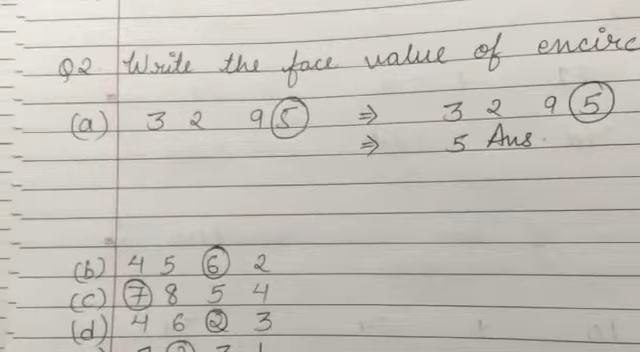 Q2. Write the face value of encirc
(a) 3 2 9 5 ⇒ 3 2 9 5
⇒ 5 Ans.
(b) 4 5 6 2
(c) 7 8 5 4
(d) 4 6 2 3